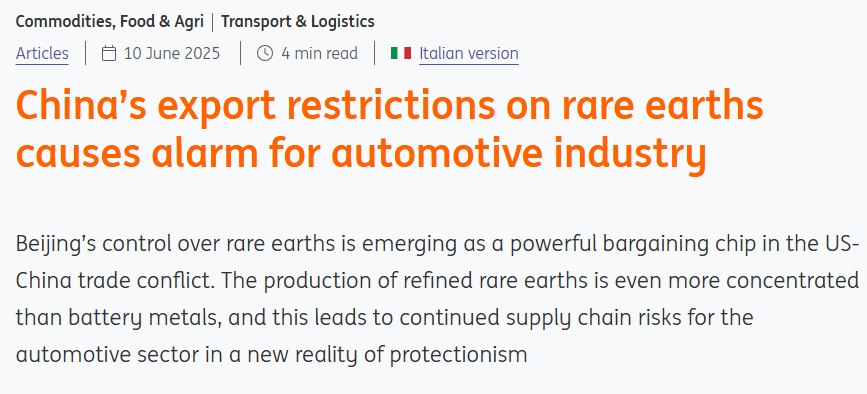 Commodities, Food & Agri | Transport & Logistics
Articles | 10 June 2025 | 4 min read | Italian version
China's export restrictions on rare earths
causes alarm for automotive industry
Beijing's control over rare earths is emerging as a powerful bargaining chip in the US-
China trade conflict. The production of refined rare earths is even more concentrated
than battery metals, and this leads to continued supply chain risks for the
automotive sector in a new reality of protectionism